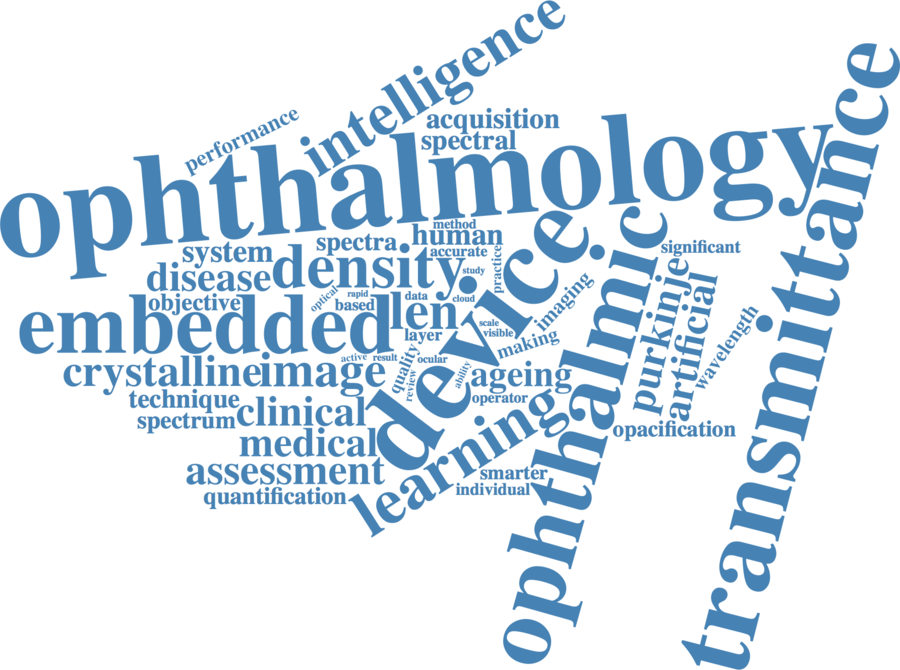 intelligence
performance
acquisition
spectral
ophthalmology
transmittance
method
human
spectra
system
accurate
significant
density
disease
study
practice
device
ophthalmic
purkinje
artificial
imaging
optical
rapid
based
data
cloud
objective
embedded
len
scale
visible
layer
making
wavelength
active
result
ocular
quality
review
ability
crystalline
image
ageing
technique
operator
spectrum
clinical
opacification
medical
learning
assessment
smarter
quantification
individual